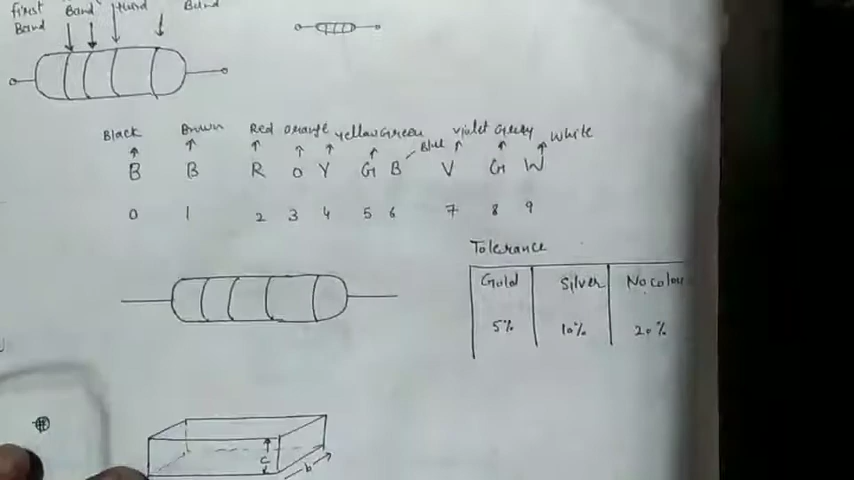 first Band third Band
Band
Black Brown Red orange yellow Green Blue violet Grey White
B B R O Y G B V G W
0 1 2 3 4 5 6 7 8 9
Tolerance
Gold Silver No colour
5% 10% 20%
c
b